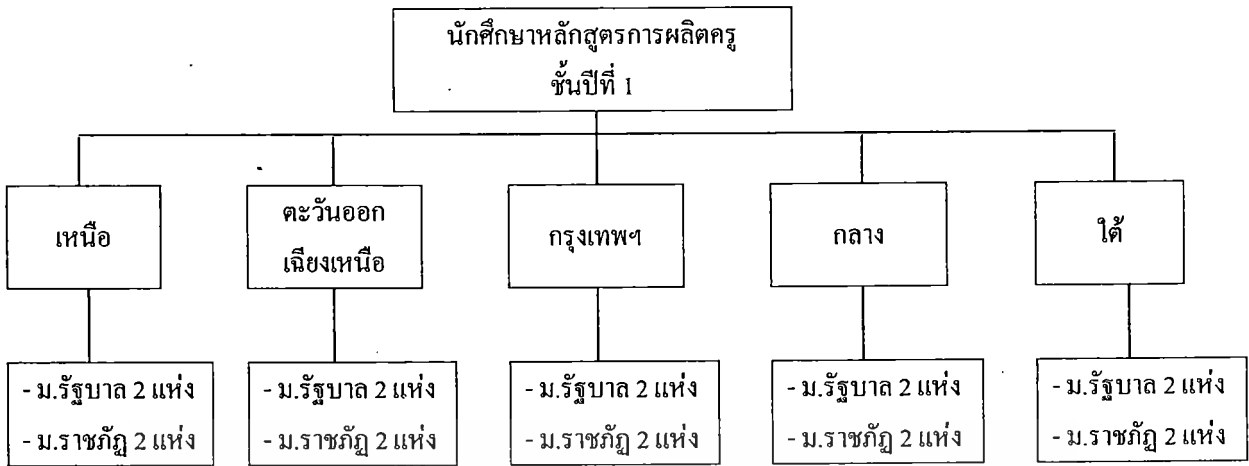 นักศึกษาหลักสูตรการผลิตครู
ชั้นปีที่ 1
เหนือ
ตะวันออก
เฉียงเหนือ
กรุงเทพฯ
กลาง
ใต้
- ม.รัฐบาล 2 แห่ง
- ม.ราชภัฏ 2 แห่ง
- ม.รัฐบาล 2 แห่ง
- ม.ราชภัฏ 2 แห่ง
- ม.รัฐบาล 2 แห่ง
- ม.ราชภัฏ 2 แห่ง
- ม.รัฐบาล 2 แห่ง
- ม.ราชภัฏ 2 แห่ง
- ม.รัฐบาล 2 แห่ง
- ม.ราชภัฏ 2 แห่ง